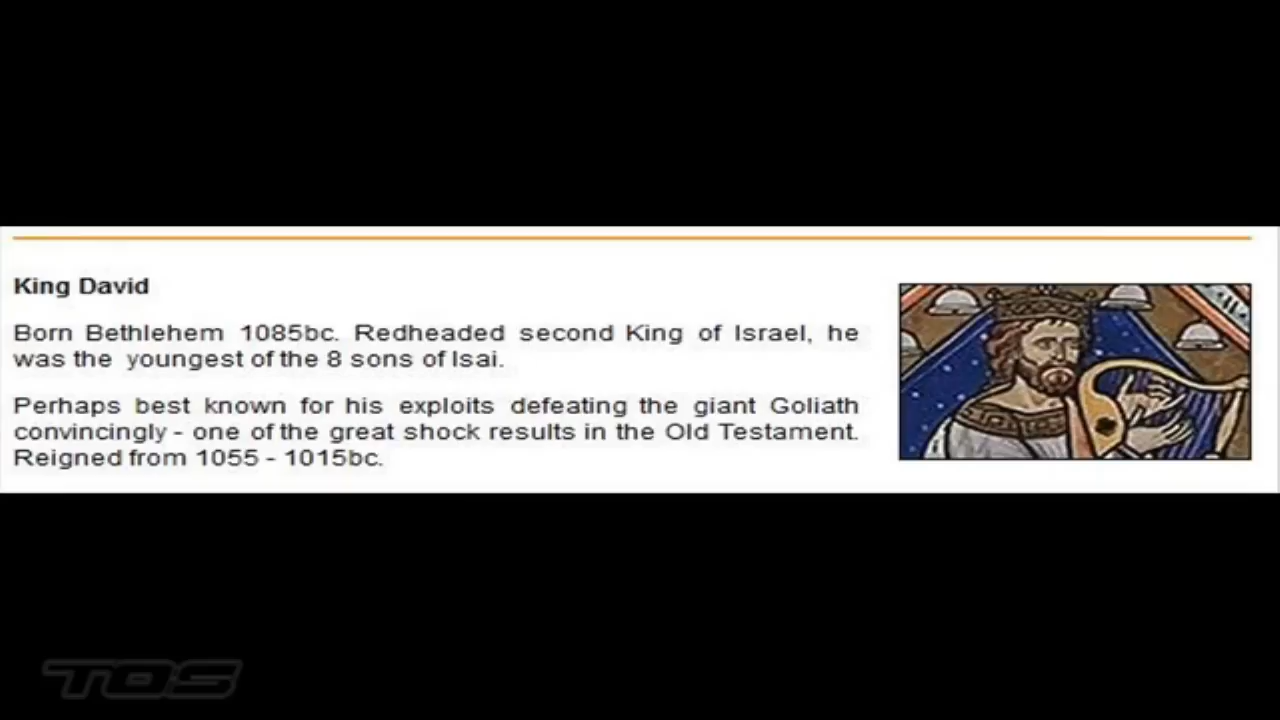 King David
Born Bethlehem 1085bc. Redheaded second King of Israel, he
was the youngest of the 8 sons of Isai.
Perhaps best known for his exploits defeating the giant Goliath
convincingly - one of the great shock results in the Old Testament.
Reigned from 1055 - 1015bc.
TOS